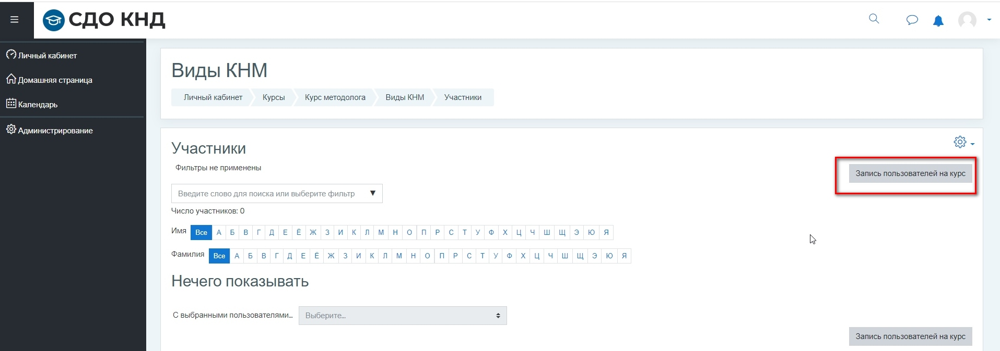 СДО КНД
Личный кабинет
Домашняя страница
Календарь
Администрирование
Виды КНМ
Личный кабинет Курсы Курс методолога Виды КНМ Участники
Участники
Фильтры не применены
Запись пользователей на курс
Введите слово для поиска или выберите фильтр ▼
Число участников: 0
Имя Все А Б В Г Д Е Ё Ж З И К Л М Н О П Р С Т У Ф Х Ц Ч Ш Щ Э Ю Я
Фамилия Все А Б В Г Д Е Ё Ж З И К Л М Н О П Р С Т У Ф Х Ц Ч Ш Щ Э Ю Я
Нечего показывать
С выбранными пользователями... Выберите...
Запись пользователей на курс